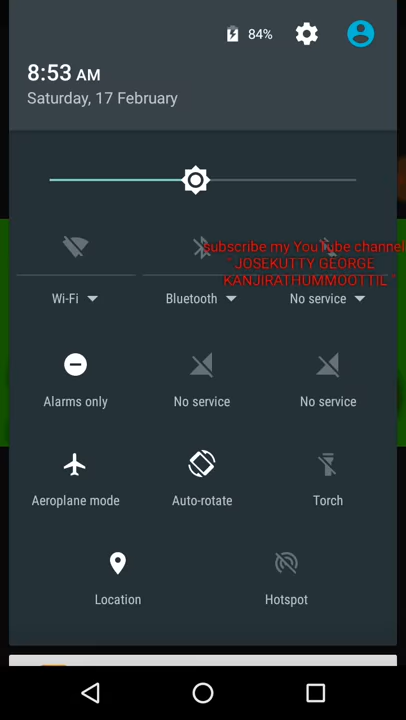 84%
8:53 AM
Saturday, 17 February
subscribe my YouTube channel
" JOSEKUTTY GEORGE
KANJIRATHUMMOOTTIL "
Wi-Fi
Bluetooth
No service
Alarms only
No service
No service
Aeroplane mode
Auto-rotate
Torch
Location
Hotspot